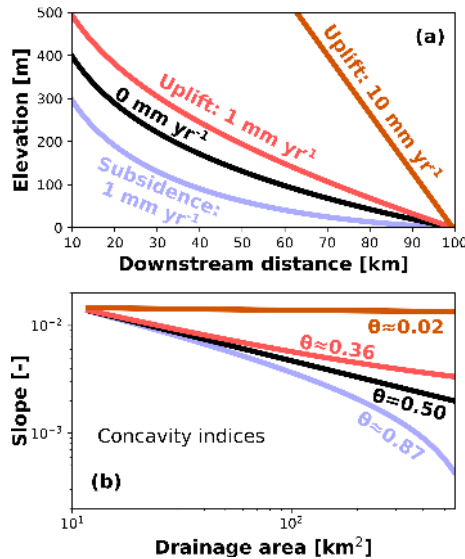 (a)
Elevation [m]
500
400
300
200
100
0
Uplift: 1 mm yr⁻¹
0 mm yr⁻¹
Subsidence:
1 mm yr⁻¹
Uplift: 10 mm yr⁻¹
10 20 30 40 50 60 70 80 90 100
Downstream distance [km]
Slope [-]
10⁻²
10⁻³
θ≈0.02
θ≈0.36
θ=0.50
θ≈0.87
Concavity indices
(b)
10¹ 10²
Drainage area [km²]